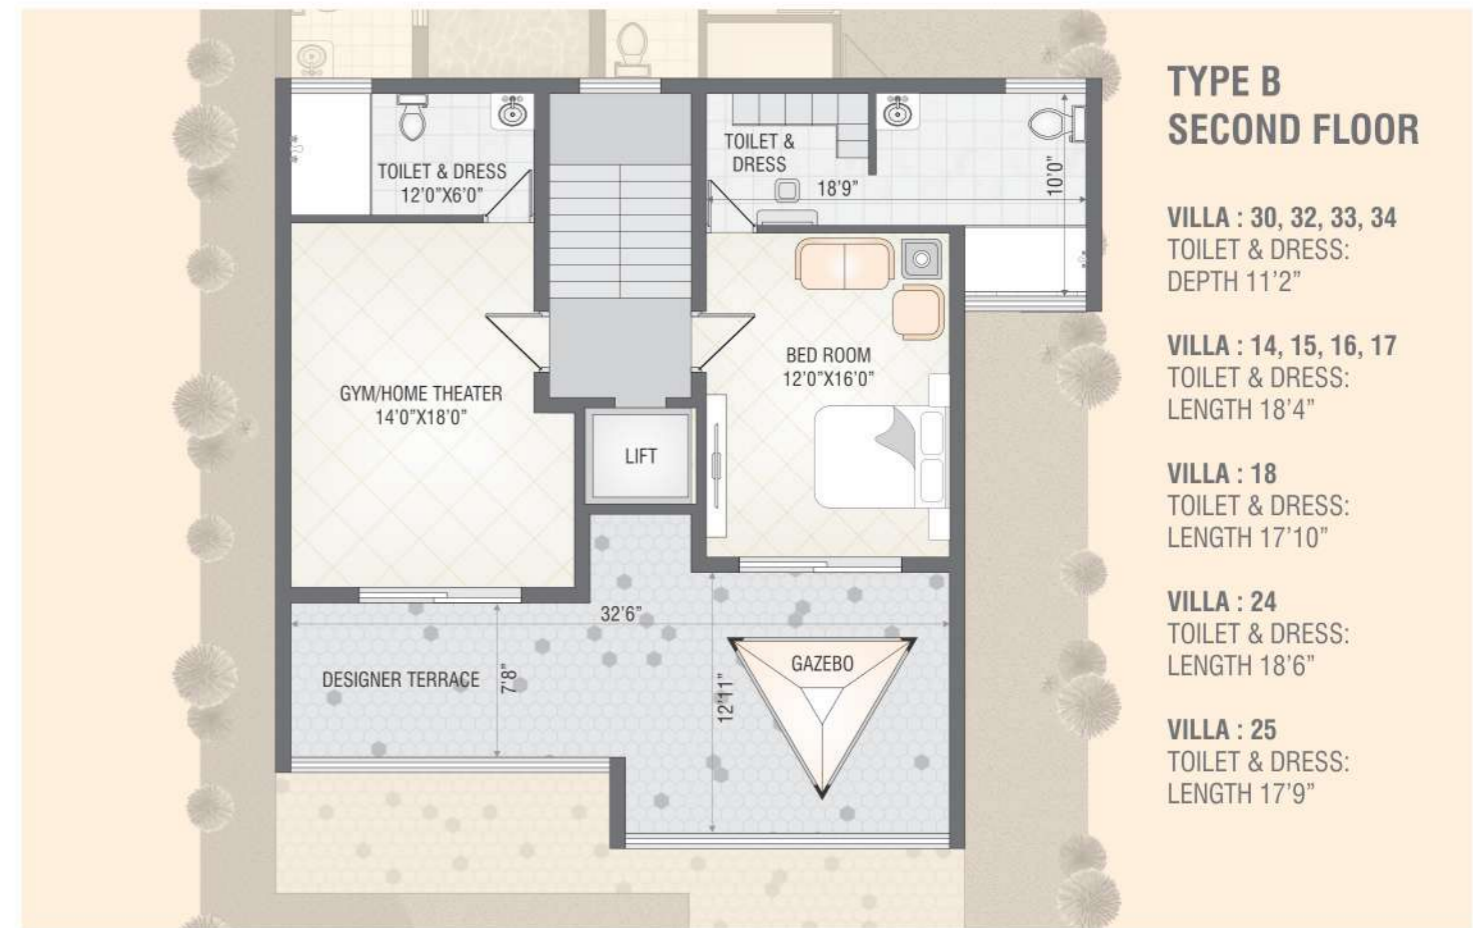 TYPE B
SECOND FLOOR
VILLA : 30, 32, 33, 34
TOILET & DRESS:
DEPTH 11’2”
VILLA : 14, 15, 16, 17
TOILET & DRESS:
LENGTH 18’4”
VILLA : 18
TOILET & DRESS:
LENGTH 17’10”
VILLA : 24
TOILET & DRESS:
LENGTH 18’6”
VILLA : 25
TOILET & DRESS:
LENGTH 17’9”
TOILET & DRESS
12’0”X6’0”
TOILET &
DRESS
18’9”
10’0”
GYM/HOME THEATER
14’0”X18’0”
BED ROOM
12’0”X16’0”
LIFT
32’6”
DESIGNER TERRACE
7’8”
12’11”
GAZEBO